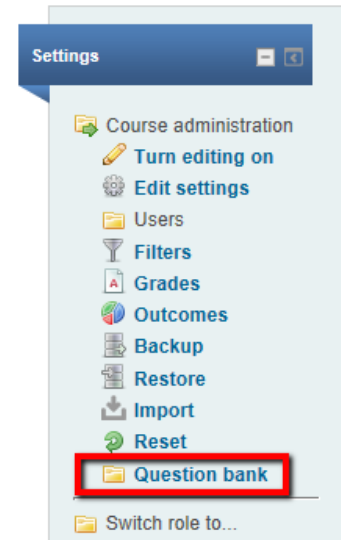 Settings
Course administration
Turn editing on
Edit settings
Users
Filters
Grades
Outcomes
Backup
Restore
Import
Reset
Question bank
Switch role to...